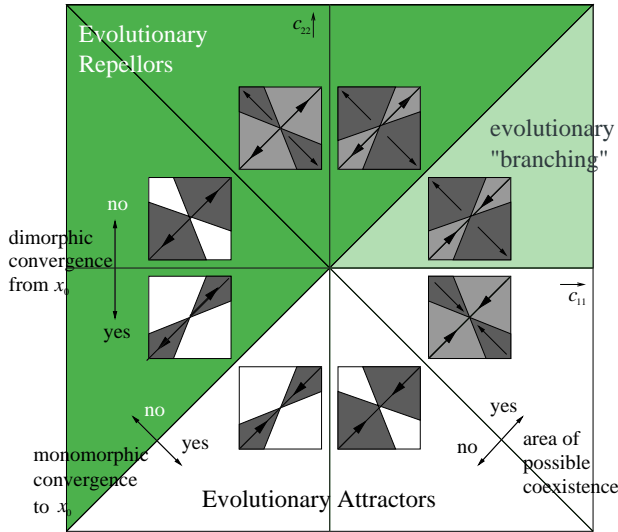 Evolutionary
Repellors
c₂₂
evolutionary
"branching"
no
dimorphic
convergence
from x₀
yes
c₁₁
no
yes
monomorphic
convergence
to x₀
yes
no
area of
possible
coexistence
Evolutionary Attractors